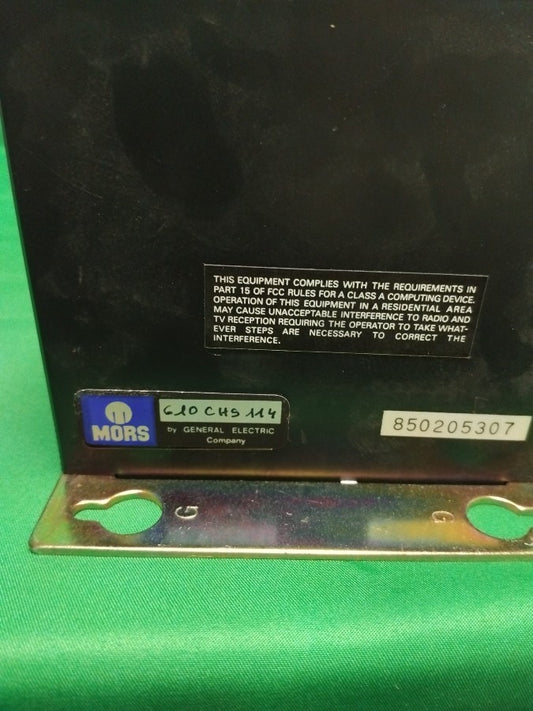 THIS EQUIPMENT COMPLIES WITH THE REQUIREMENTS IN
PART 15 OF FCC RULES FOR A CLASS A COMPUTING DEVICE.
OPERATION OF THIS EQUIPMENT IN A RESIDENTIAL AREA
MAY CAUSE UNACCEPTABLE INTERFERENCE TO RADIO AND
TV RECEPTION REQUIRING THE OPERATOR TO TAKE WHAT-
EVER STEPS ARE NECESSARY TO CORRECT THE
INTERFERENCE.
MORS
610 CHS 114
by GENERAL ELECTRIC
Company
850205307
G
G